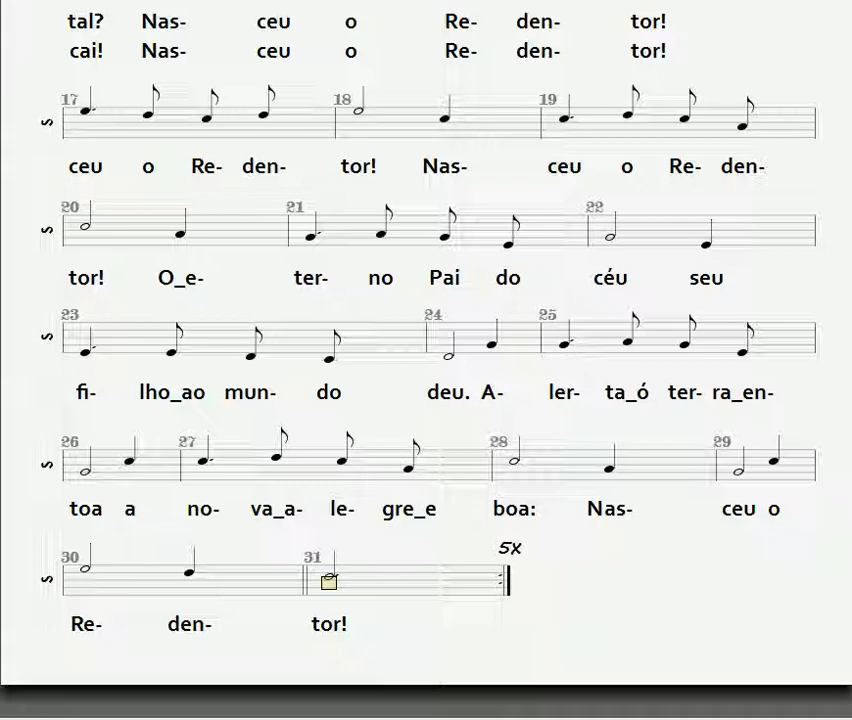 tal? Nas- ceu o Re- den- tor!
cai! Nas- ceu o Re- den- tor!
17 18 19
S
ceu o Re- den- tor! Nas- ceu o Re- den-
20 21 22
S
tor! O_e- ter- no Pai do céu seu
23 24 25
S
fi- lho_ao mun- do deu. A- ler- ta_ó ter- ra_en-
26 27 28 29
S
toa a no- va_a- le- gre_e boa: Nas- ceu o
5x
30 31
S
Re- den- tor!